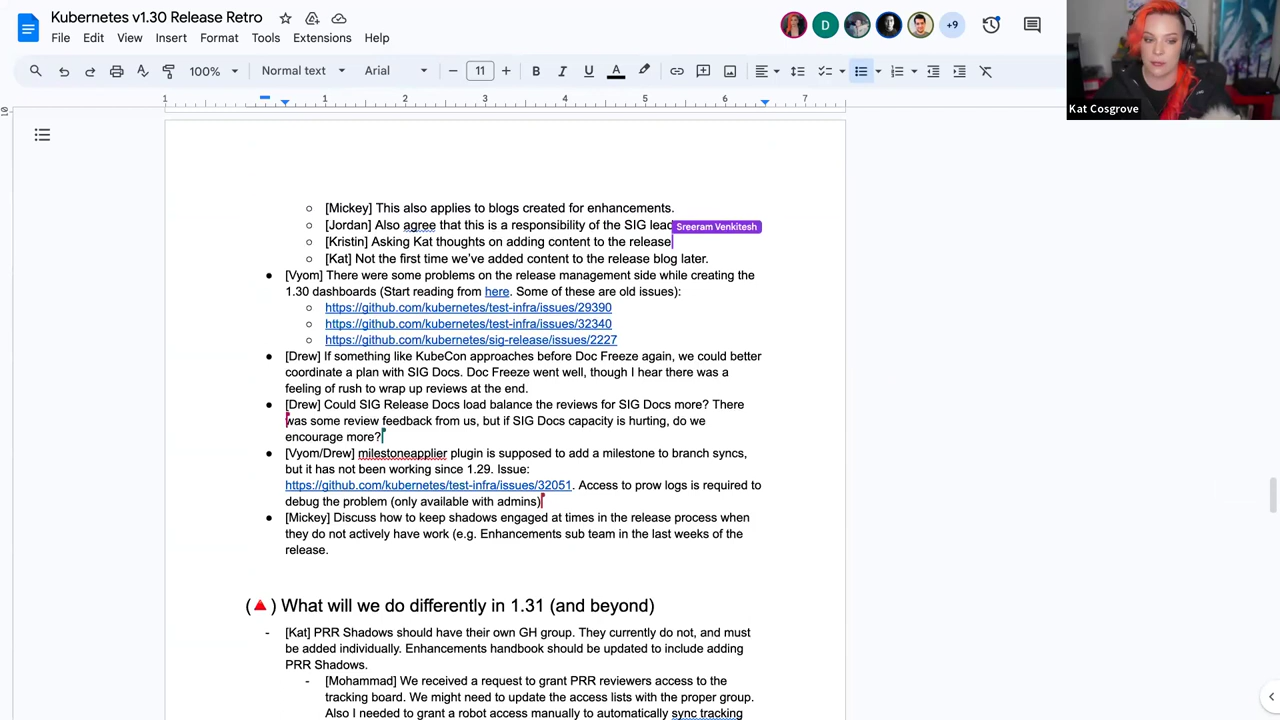 Kubernetes v1.30 Release Retro
File Edit View Insert Format Tools Extensions Help
D
+9
100% Normal text Arial 11
1 1 2 3 4 5 6 7
Kat Cosgrove
○ [Mickey] This also applies to blogs created for enhancements.
○ [Jordan] Also agree that this is a responsibility of the SIG lead
Sreeram Venkitesh
○ [Kristin] Asking Kat thoughts on adding content to the release
○ [Kat] Not the first time we've added content to the release blog later.
● [Vyom] There were some problems on the release management side while creating the
1.30 dashboards (Start reading from here. Some of these are old issues):
○ https://github.com/kubernetes/test-infra/issues/29390
○ https://github.com/kubernetes/test-infra/issues/32340
○ https://github.com/kubernetes/sig-release/issues/2227
● [Drew] If something like KubeCon approaches before Doc Freeze again, we could better
coordinate a plan with SIG Docs. Doc Freeze went well, though I hear there was a
feeling of rush to wrap up reviews at the end.
● [Drew] Could SIG Release Docs load balance the reviews for SIG Docs more? There
was some review feedback from us, but if SIG Docs capacity is hurting, do we
encourage more?
● [Vyom/Drew] milestoneapplier plugin is supposed to add a milestone to branch syncs,
but it has not been working since 1.29. Issue:
https://github.com/kubernetes/test-infra/issues/32051. Access to prow logs is required to
debug the problem (only available with admins)
● [Mickey] Discuss how to keep shadows engaged at times in the release process when
they do not actively have work (e.g. Enhancements sub team in the last weeks of the
release.
(🔺) What will we do differently in 1.31 (and beyond)
- [Kat] PRR Shadows should have their own GH group. They currently do not, and must
be added individually. Enhancements handbook should be updated to include adding
PRR Shadows.
- [Mohammad] We received a request to grant PRR reviewers access to the
tracking board. We might need to update the access lists with the proper group.
Also I needed to grant a robot access manually to automatically sync tracking